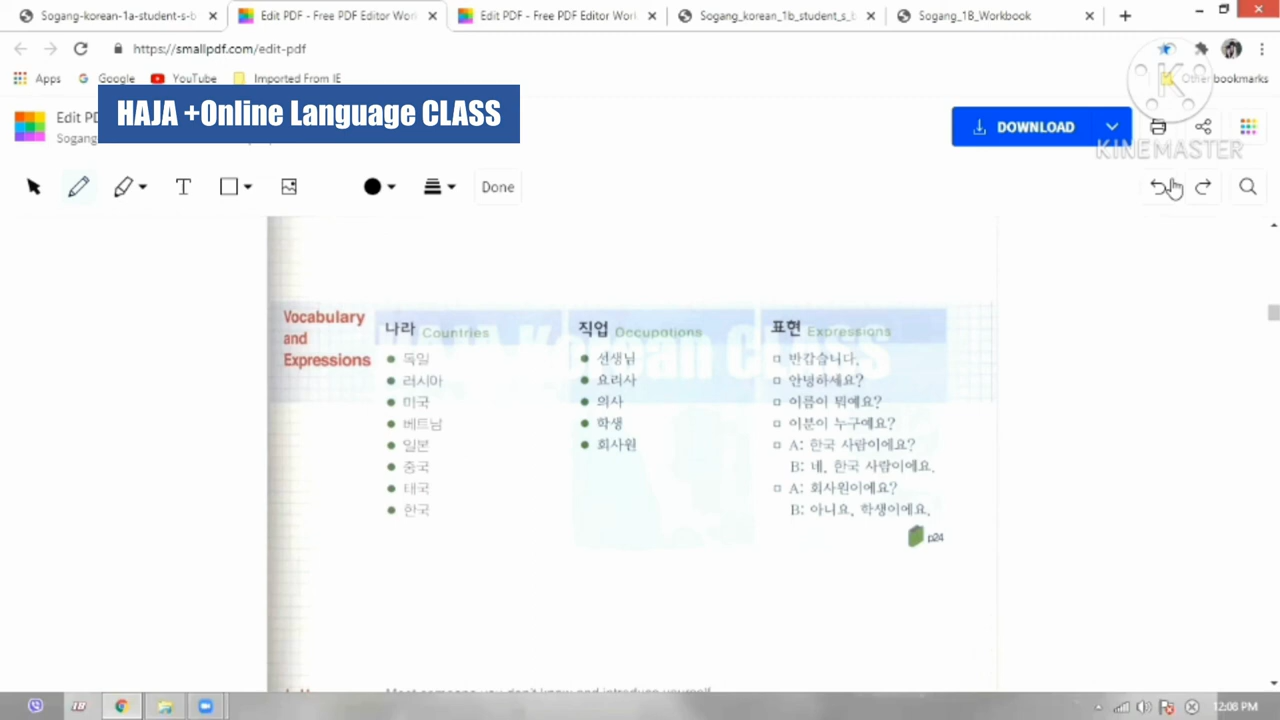 Sogang-korean-1a-student-s-b
Edit PDF - Free PDF Editor Wor
Edit PDF - Free PDF Editor Wor
Sogang_korean_1b_student_s_b
Sogang_1B_Workbook
https://smallpdf.com/edit-pdf
Apps
Google
YouTube
Imported From IE
Other bookmarks
K
KINEMASTER
HAJA +Online Language CLASS
Edit PD
Sogan
DOWNLOAD
T
Done
Vocabulary and Expressions
나라 Countries
독일
러시아
미국
베트남
일본
중국
태국
한국
직업 Occupations
선생님
요리사
의사
학생
회사원
표현 Expressions
반갑습니다.
안녕하세요?
이름이 뭐예요?
이분이 누구예요?
A: 한국 사람이에요?
B: 네, 한국 사람이에요.
A: 회사원이에요?
B: 아니요, 학생이에요.
p24
HAJA Korean CLASS
12:08 PM